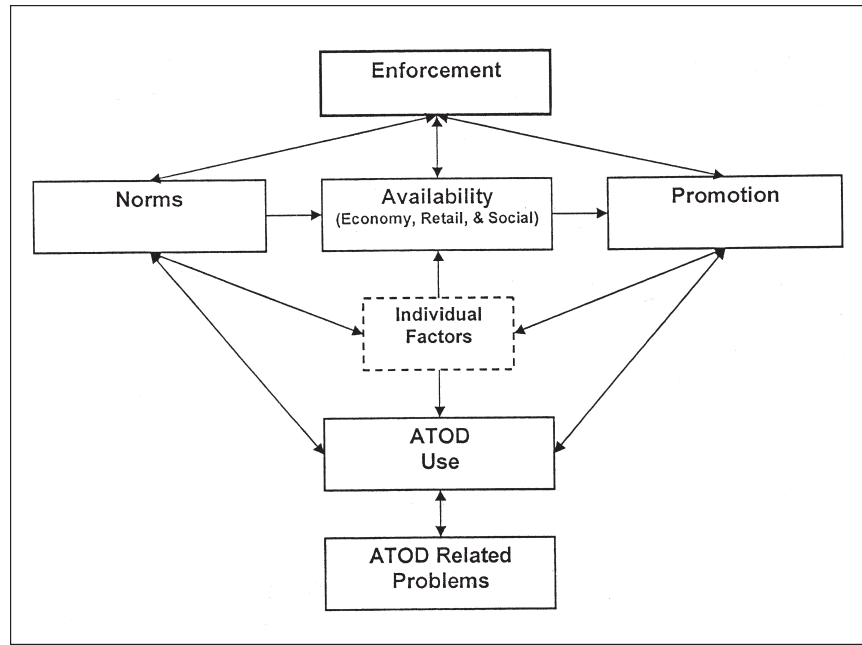 Enforcement
Norms
Availability
(Economy, Retail, & Social)
Promotion
Individual
Factors
ATOD
Use
ATOD Related
Problems